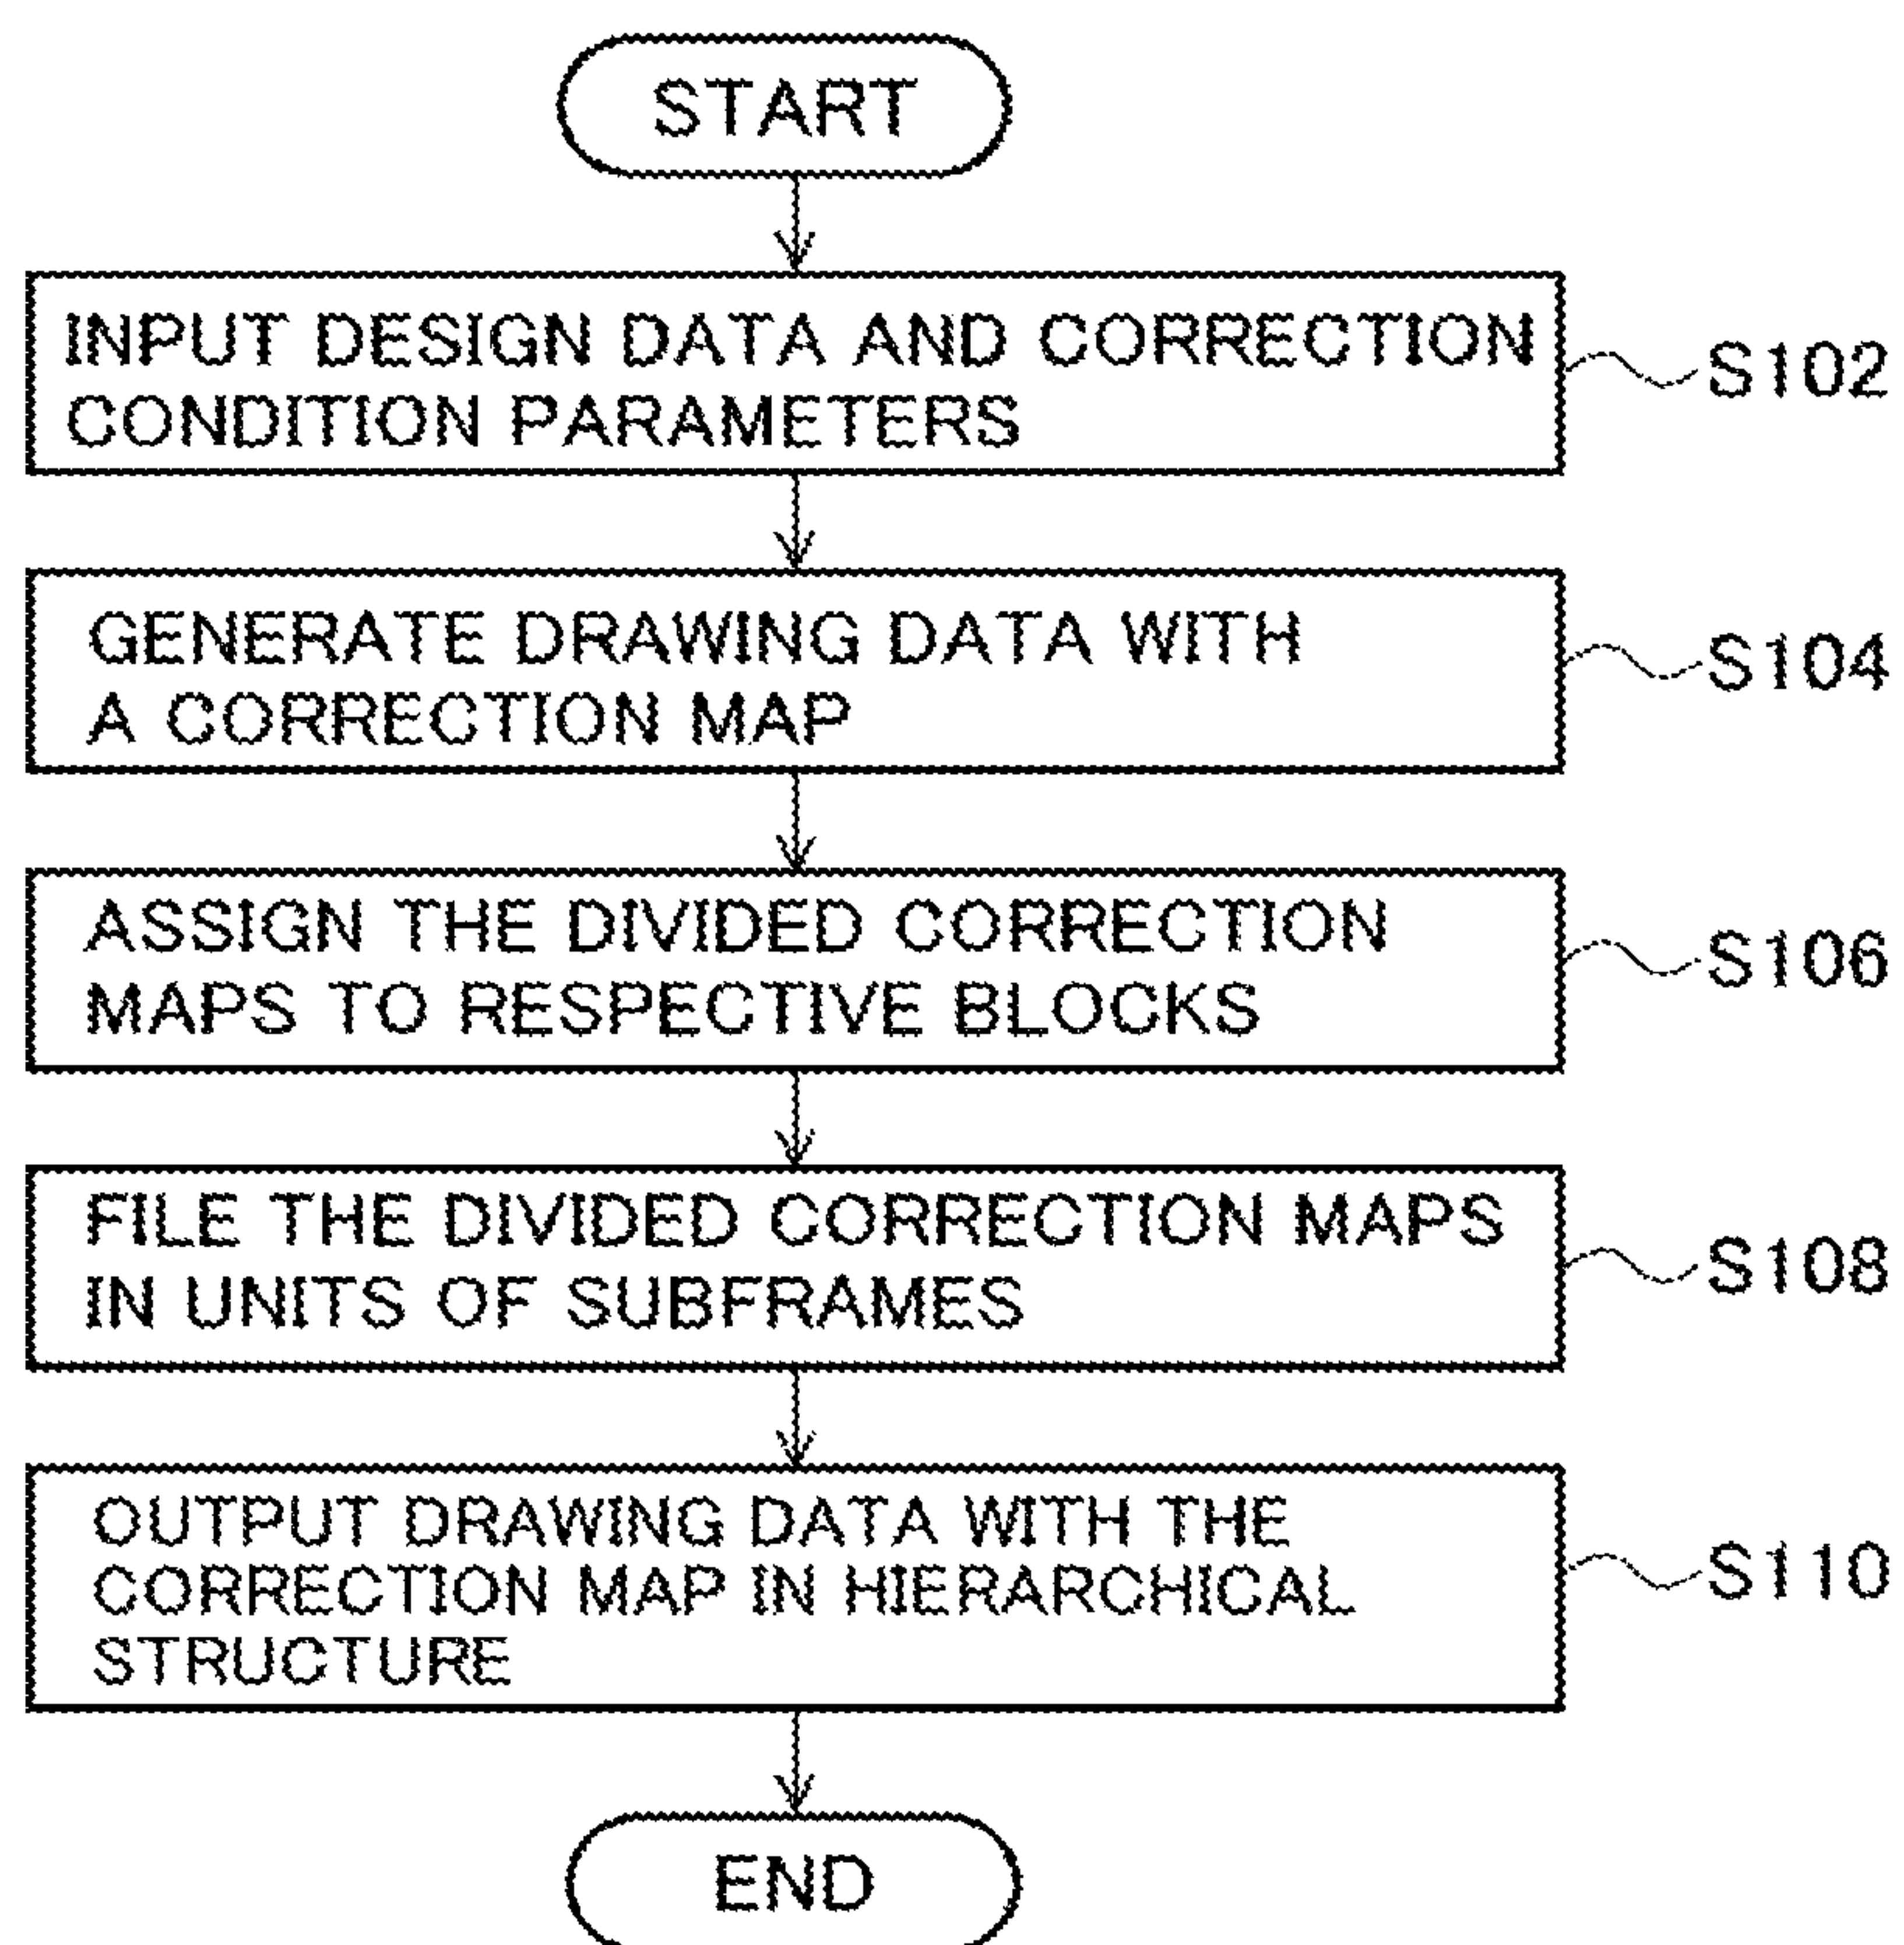 START
INPUT DESIGN DATA AND CORRECTION
CONDITION PARAMETERS
S102
GENERATE DRAWING DATA WITH
A CORRECTION MAP
S104
ASSIGN THE DIVIDED CORRECTION
MAPS TO RESPECTIVE BLOCKS
S106
FILE THE DIVIDED CORRECTION MAPS
IN UNITS OF SUBFRAMES
S108
OUTPUT DRAWING DATA WITH THE
CORRECTION MAP IN HIERARCHICAL
STRUCTURE
S110
END